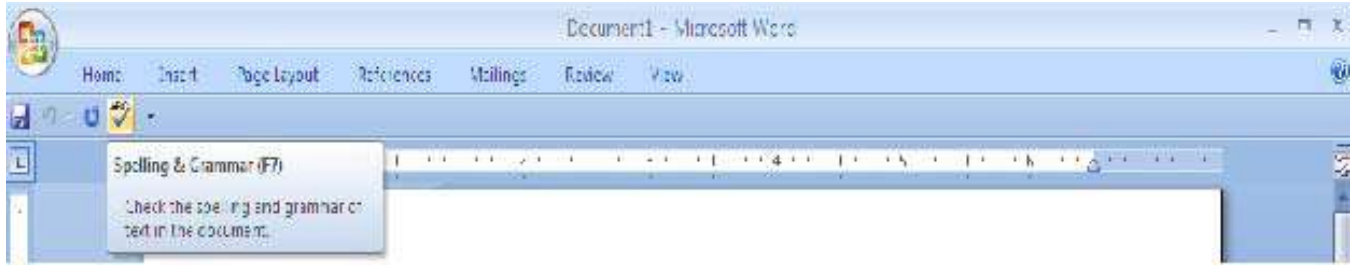 Document1 - Microsoft Word
Home Insert Page Layout References Mailings Review View
Spelling & Grammar (F7)
Check the spelling and grammar of
text in the document.